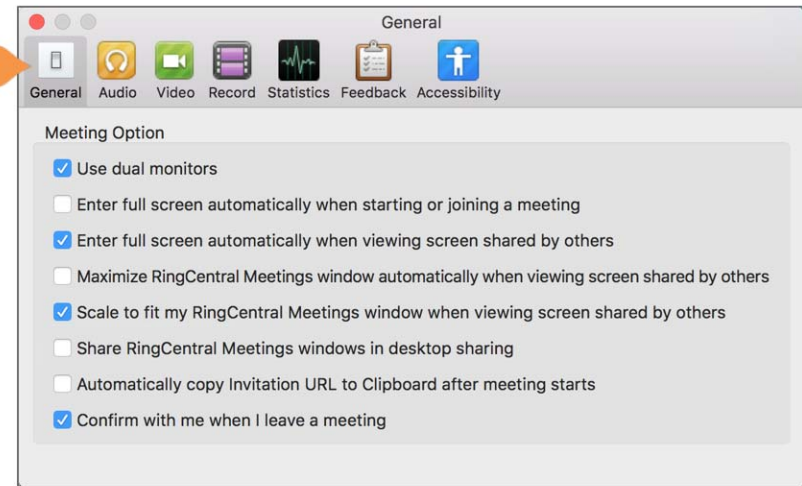 General
General Audio Video Record Statistics Feedback Accessibility
Meeting Option
Use dual monitors
Enter full screen automatically when starting or joining a meeting
Enter full screen automatically when viewing screen shared by others
Maximize RingCentral Meetings window automatically when viewing screen shared by others
Scale to fit my RingCentral Meetings window when viewing screen shared by others
Share RingCentral Meetings windows in desktop sharing
Automatically copy Invitation URL to Clipboard after meeting starts
Confirm with me when I leave a meeting